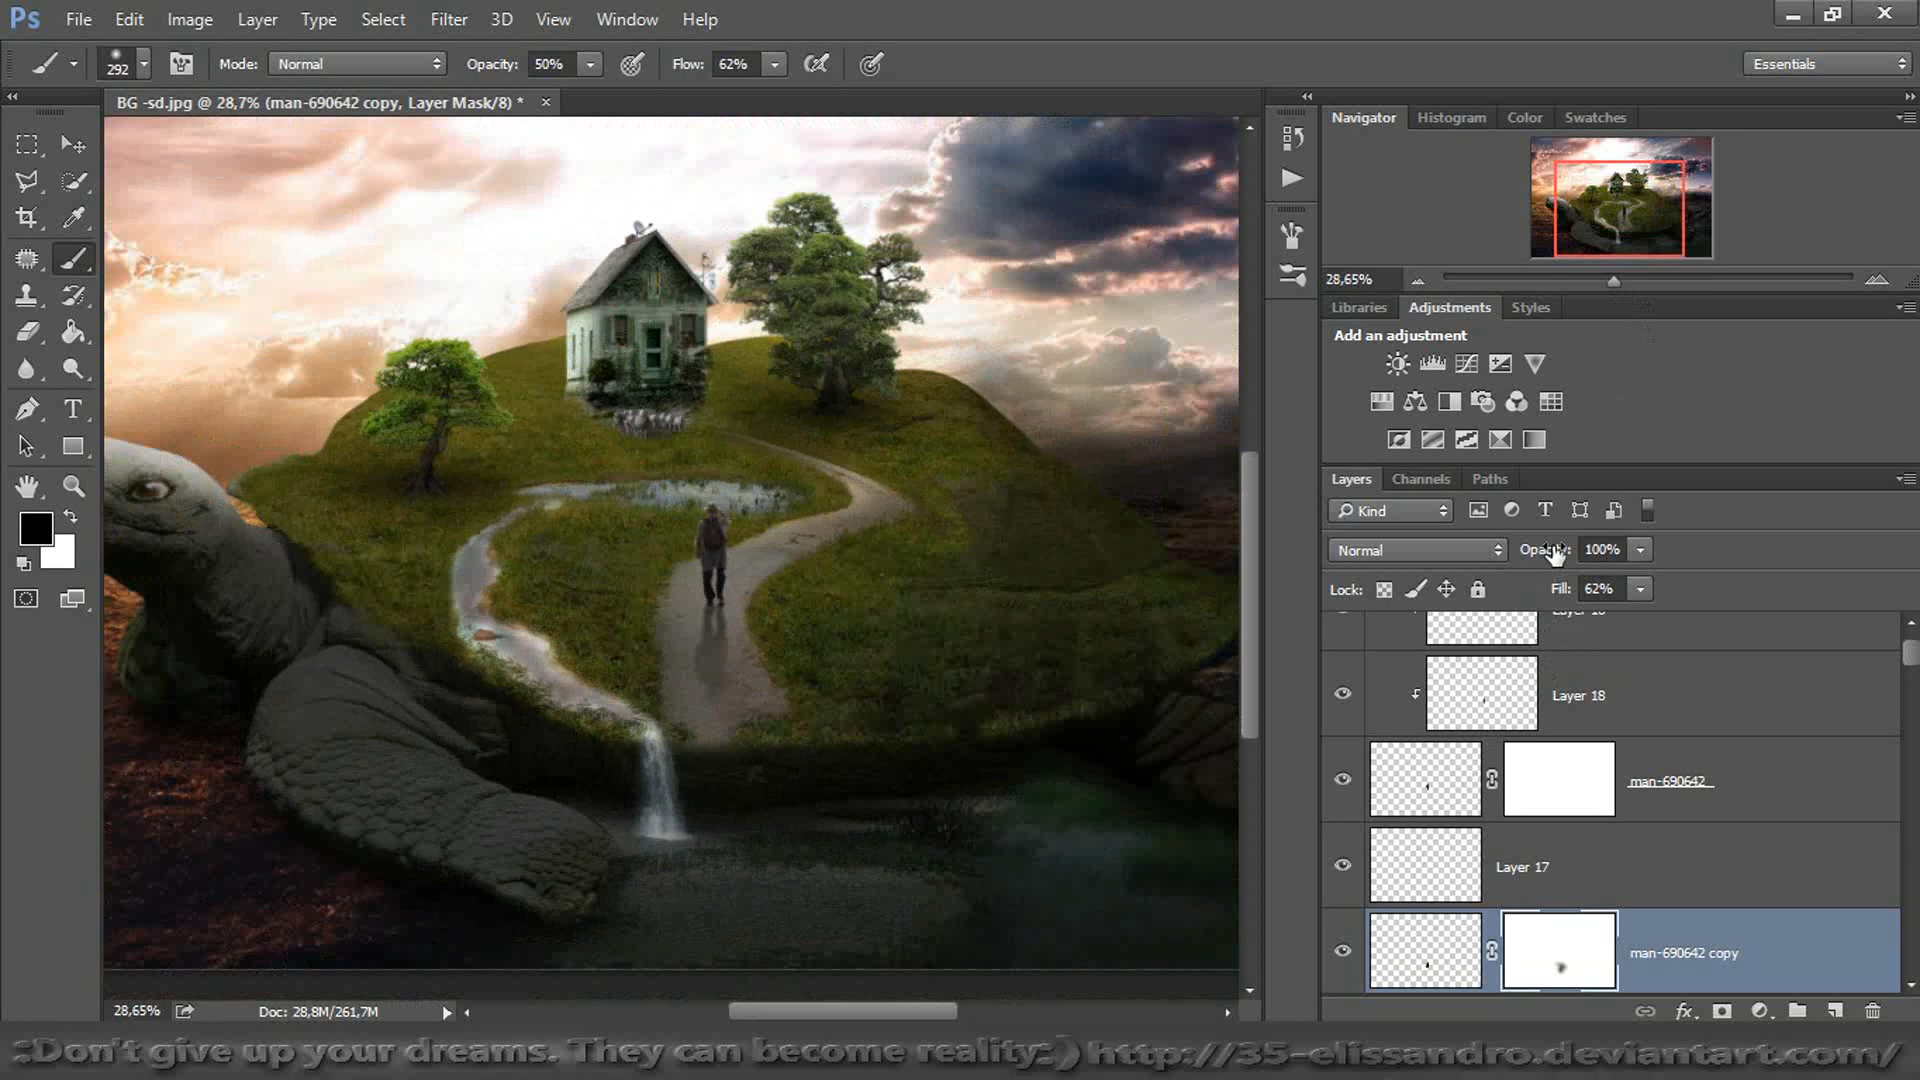 Ps File Edit Image Layer Type Select Filter 3D View Window Help
292 Mode: Normal Opacity: 50% Flow: 62% Essentials
BG -sd.jpg @ 28,7% (man-690642 copy, Layer Mask/8) *
Navigator Histogram Color Swatches
28,65%
Libraries Adjustments Styles
Add an adjustment
Layers Channels Paths
Kind
Normal Opacity: 100%
Lock: Fill: 62%
Layer 18
man-690642
Layer 17
man-690642 copy
28,65% Doc: 28,8M/261,7M
::Don't give up your dreams. They can become reality:::) http://35-elissandro.deviantart.com/